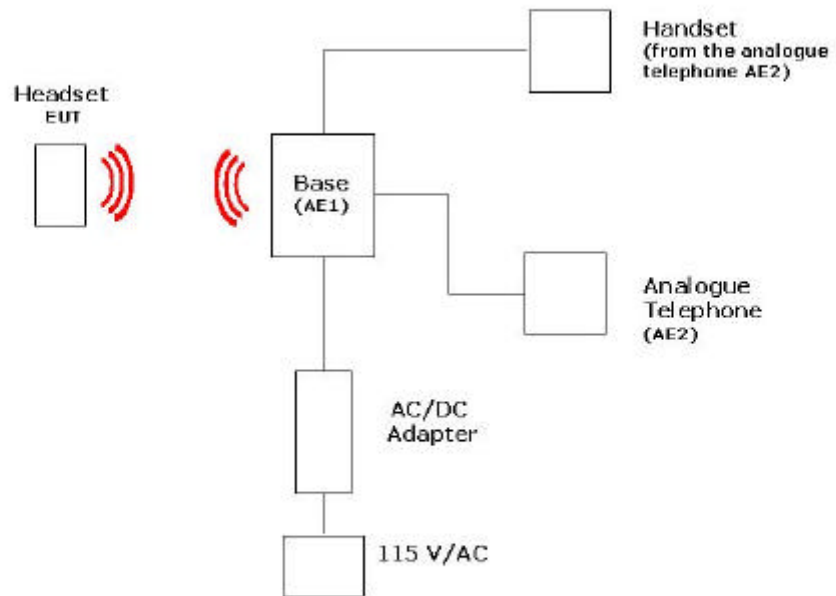 Handset
(from the analogue
telephone AE2)
Headset
EUT
Base
(AE1)
Analogue
Telephone
(AE2)
AC/DC
Adapter
115 V/AC